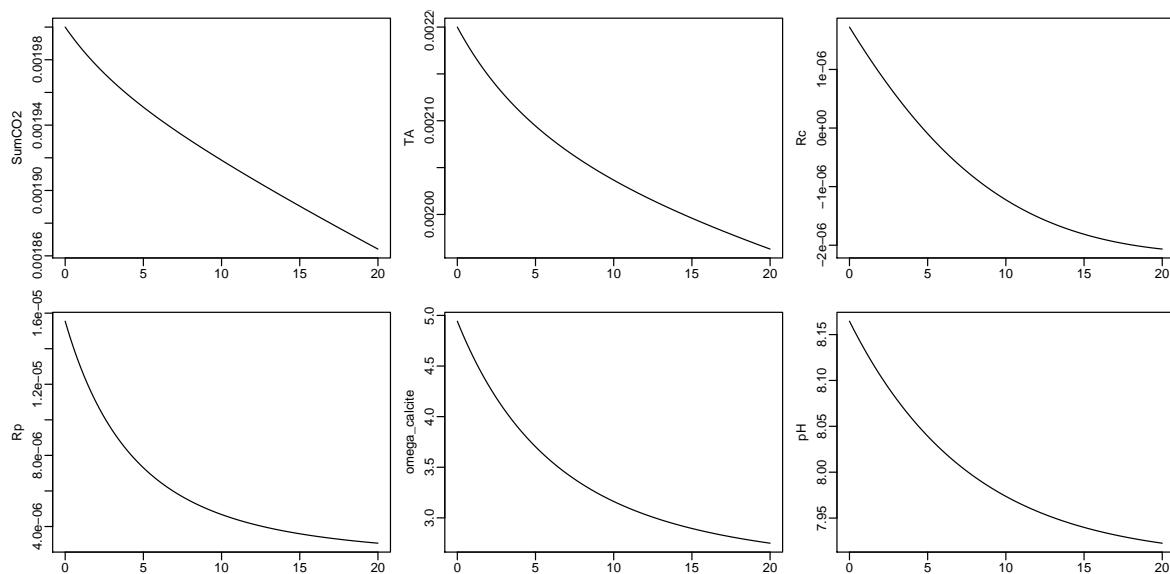 SumCO2
0.00186 0.00190 0.00194 0.00198
0 5 10 15 20
TA
0.00200 0.00210 0.0022
0 5 10 15 20
Rc
−2e−06 −1e−06 0e+00 1e−06
0 5 10 15 20
Rp
4.0e−06 8.0e−06 1.2e−05 1.6e−05
0 5 10 15 20
omega_calcite
3.0 3.5 4.0 4.5 5.0
0 5 10 15 20
pH
7.95 8.00 8.05 8.10 8.15
0 5 10 15 20